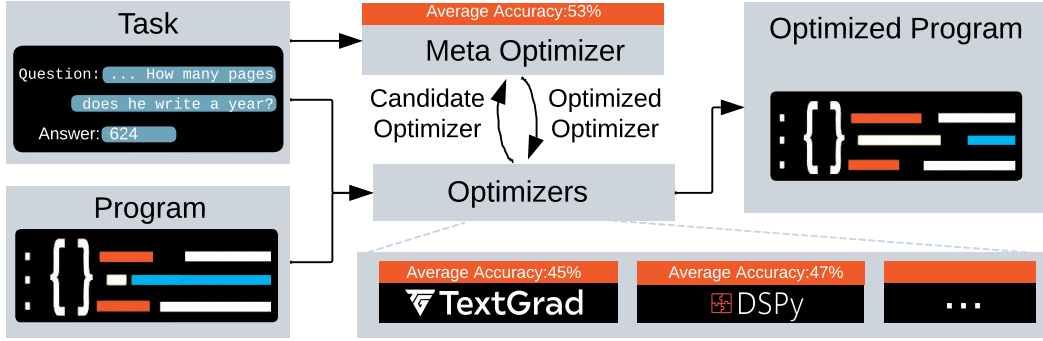 Task
Question: ... How many pages
does he write a year?
Answer: 624
Program
Average Accuracy:53%
Meta Optimizer
Candidate
Optimizer
Optimized
Optimizer
Optimizers
Average Accuracy:45%
TextGrad
Average Accuracy:47%
DSPy
...
Optimized Program